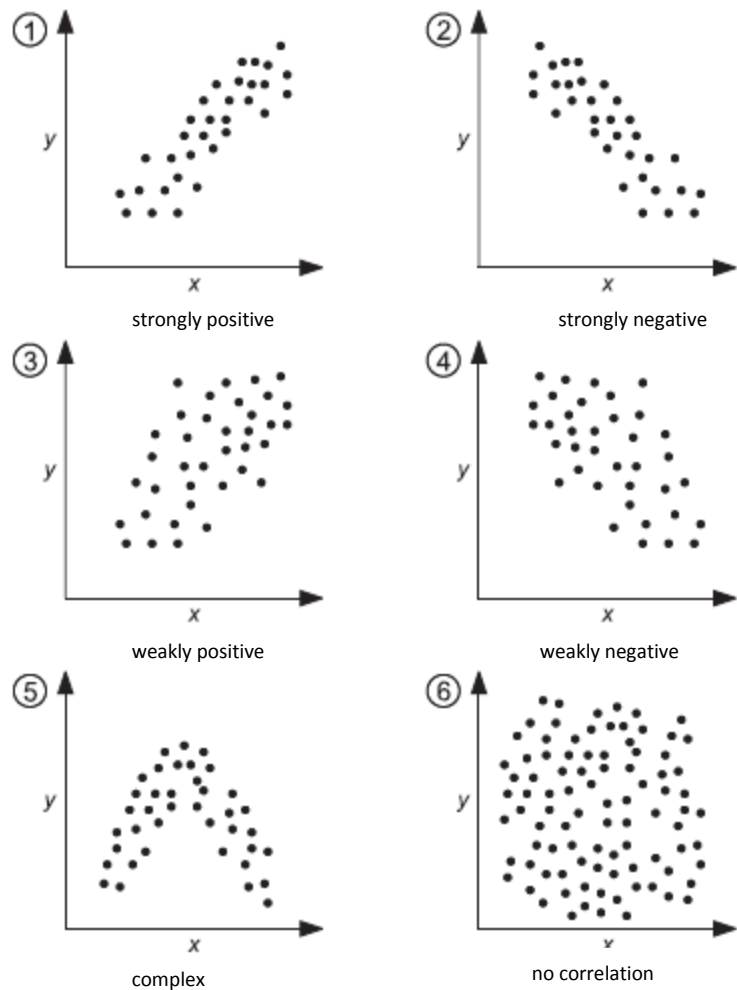 ① ②
y y
x x
strongly positive strongly negative
③ ④
y y
x x
weakly positive weakly negative
⑤ ⑥
y y
x x
complex no correlation